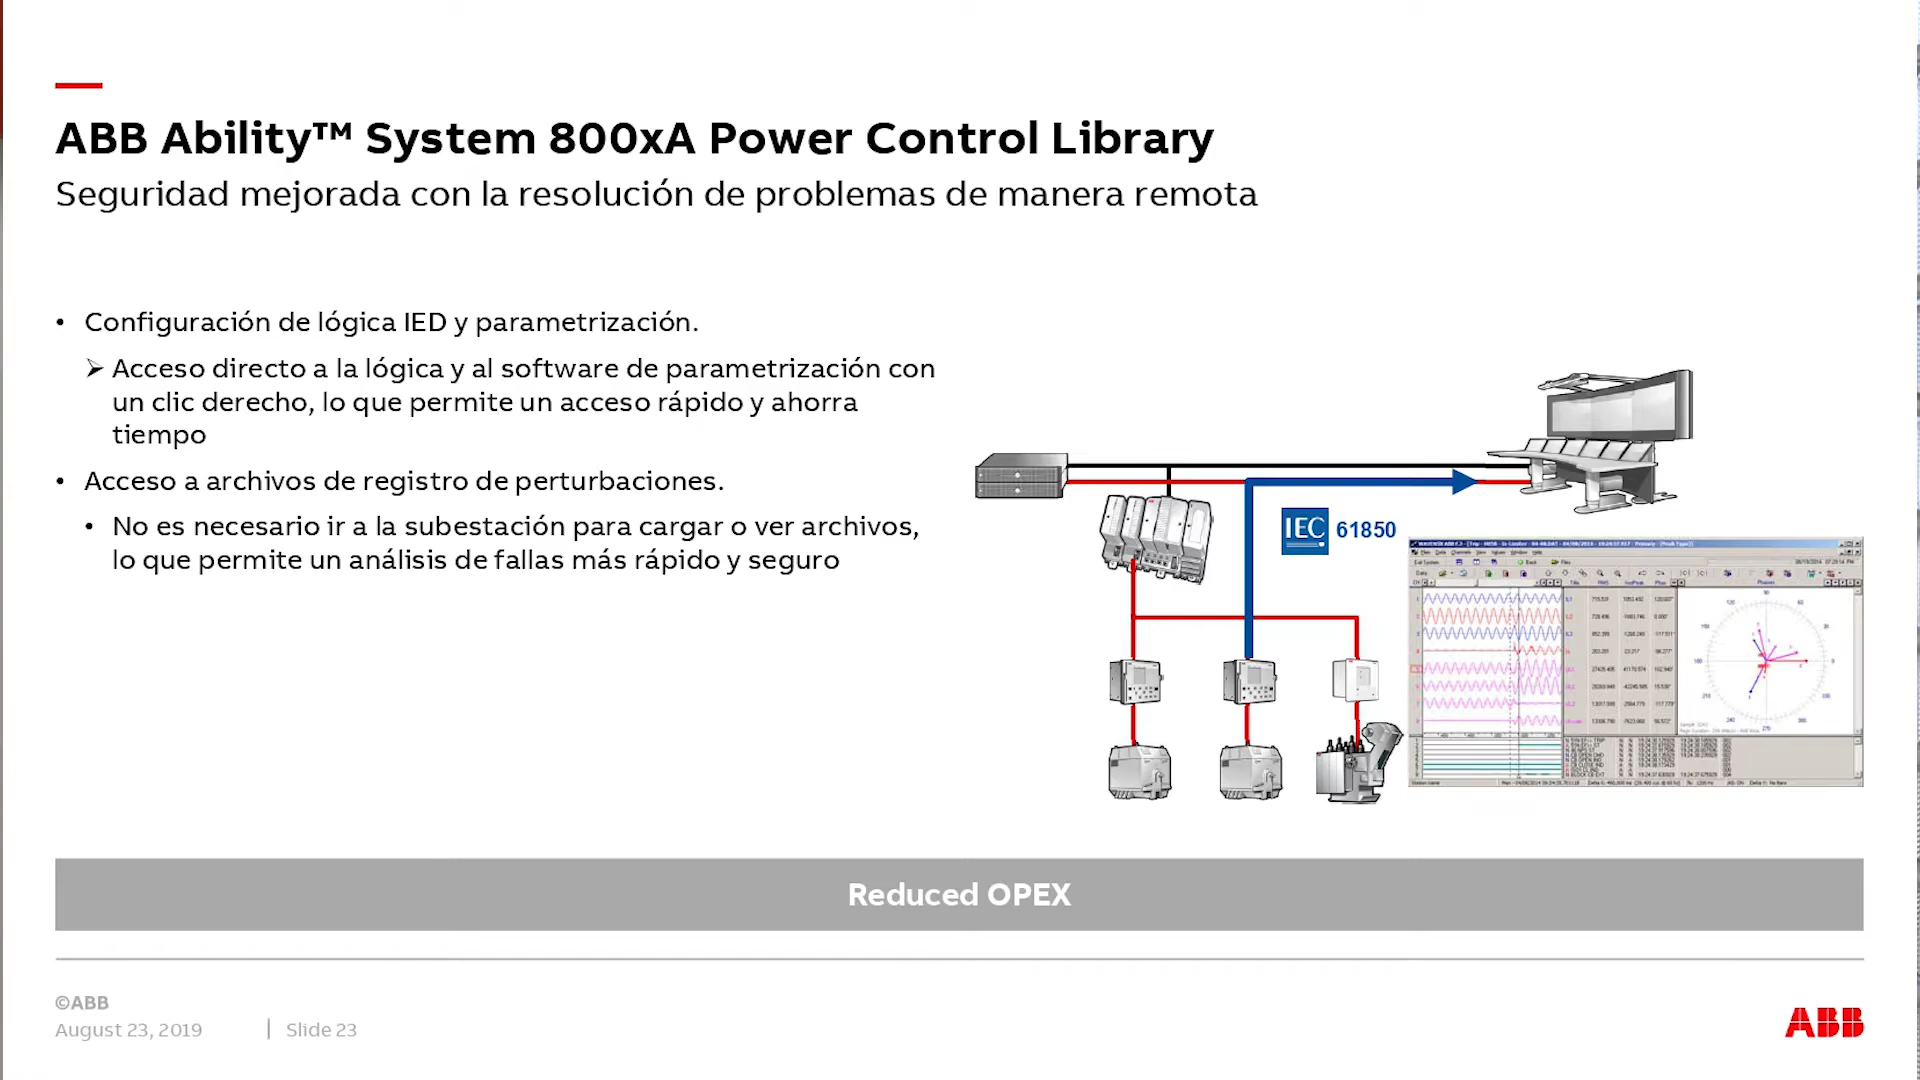 ABB Ability™ System 800xA Power Control Library
Seguridad mejorada con la resolución de problemas de manera remota
• Configuración de lógica IED y parametrización.
➢ Acceso directo a la lógica y al software de parametrización con
un clic derecho, lo que permite un acceso rápido y ahorra
tiempo
• Acceso a archivos de registro de perturbaciones.
• No es necesario ir a la subestación para cargar o ver archivos,
lo que permite un análisis de fallas más rápido y seguro
IEC 61850
Reduced OPEX
©ABB
August 23, 2019 | Slide 23
ABB